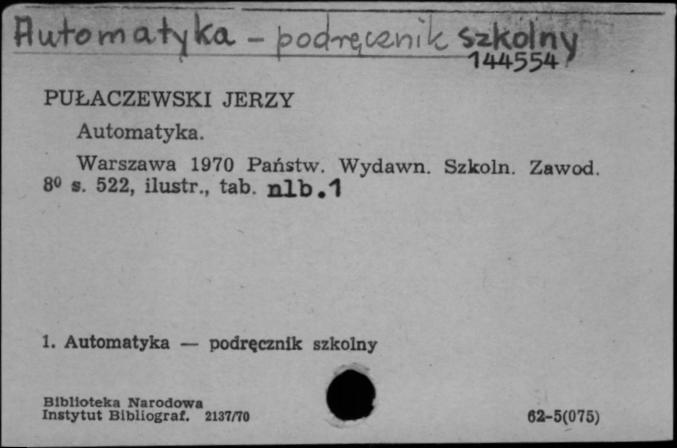 Automatyka - podręcznik szkolny
144554
PUŁACZEWSKI JERZY
Automatyka.
Warszawa 1970 Państw. Wydawn. Szkoln. Zawod.
8⁰ s. 522, ilustr., tab. nlb.1
1. Automatyka — podręcznik szkolny
Biblioteka Narodowa
Instytut Bibliograf. 2137/70
62-5(075)